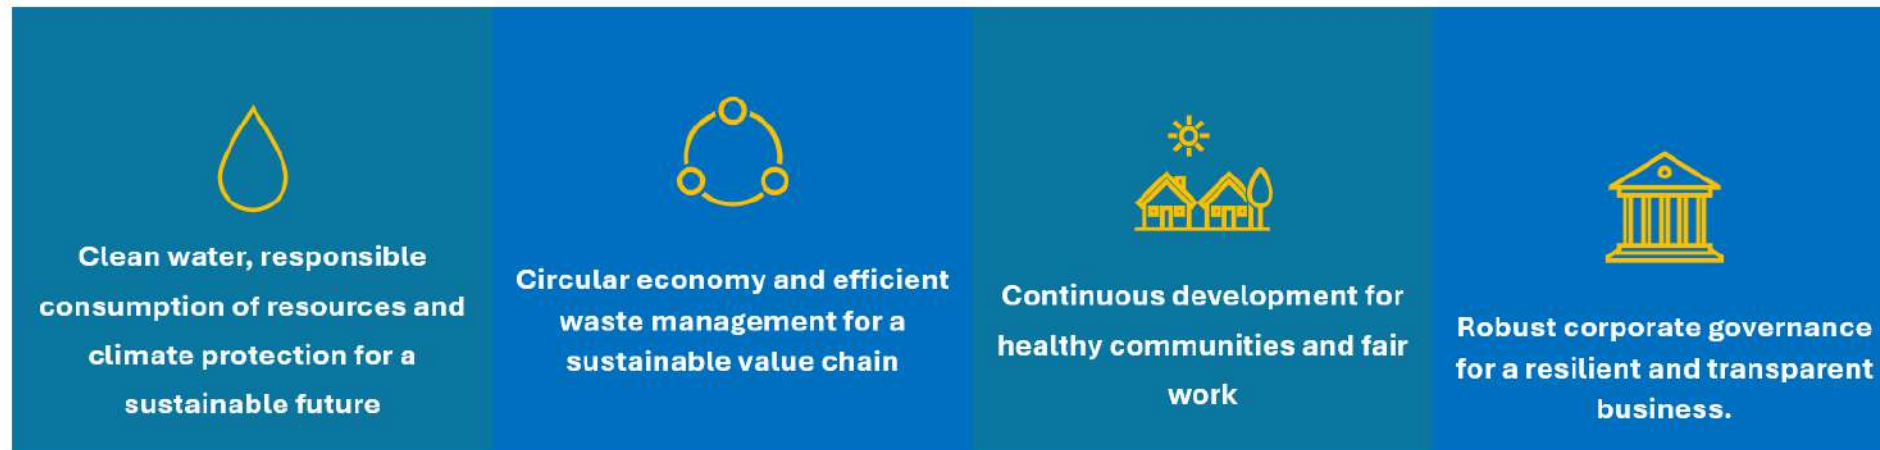 Clean water, responsible
consumption of resources and
climate protection for a
sustainable future
Circular economy and efficient
waste management for a
sustainable value chain
Continuous development for
healthy communities and fair
work
Robust corporate governance
for a resilient and transparent
business.